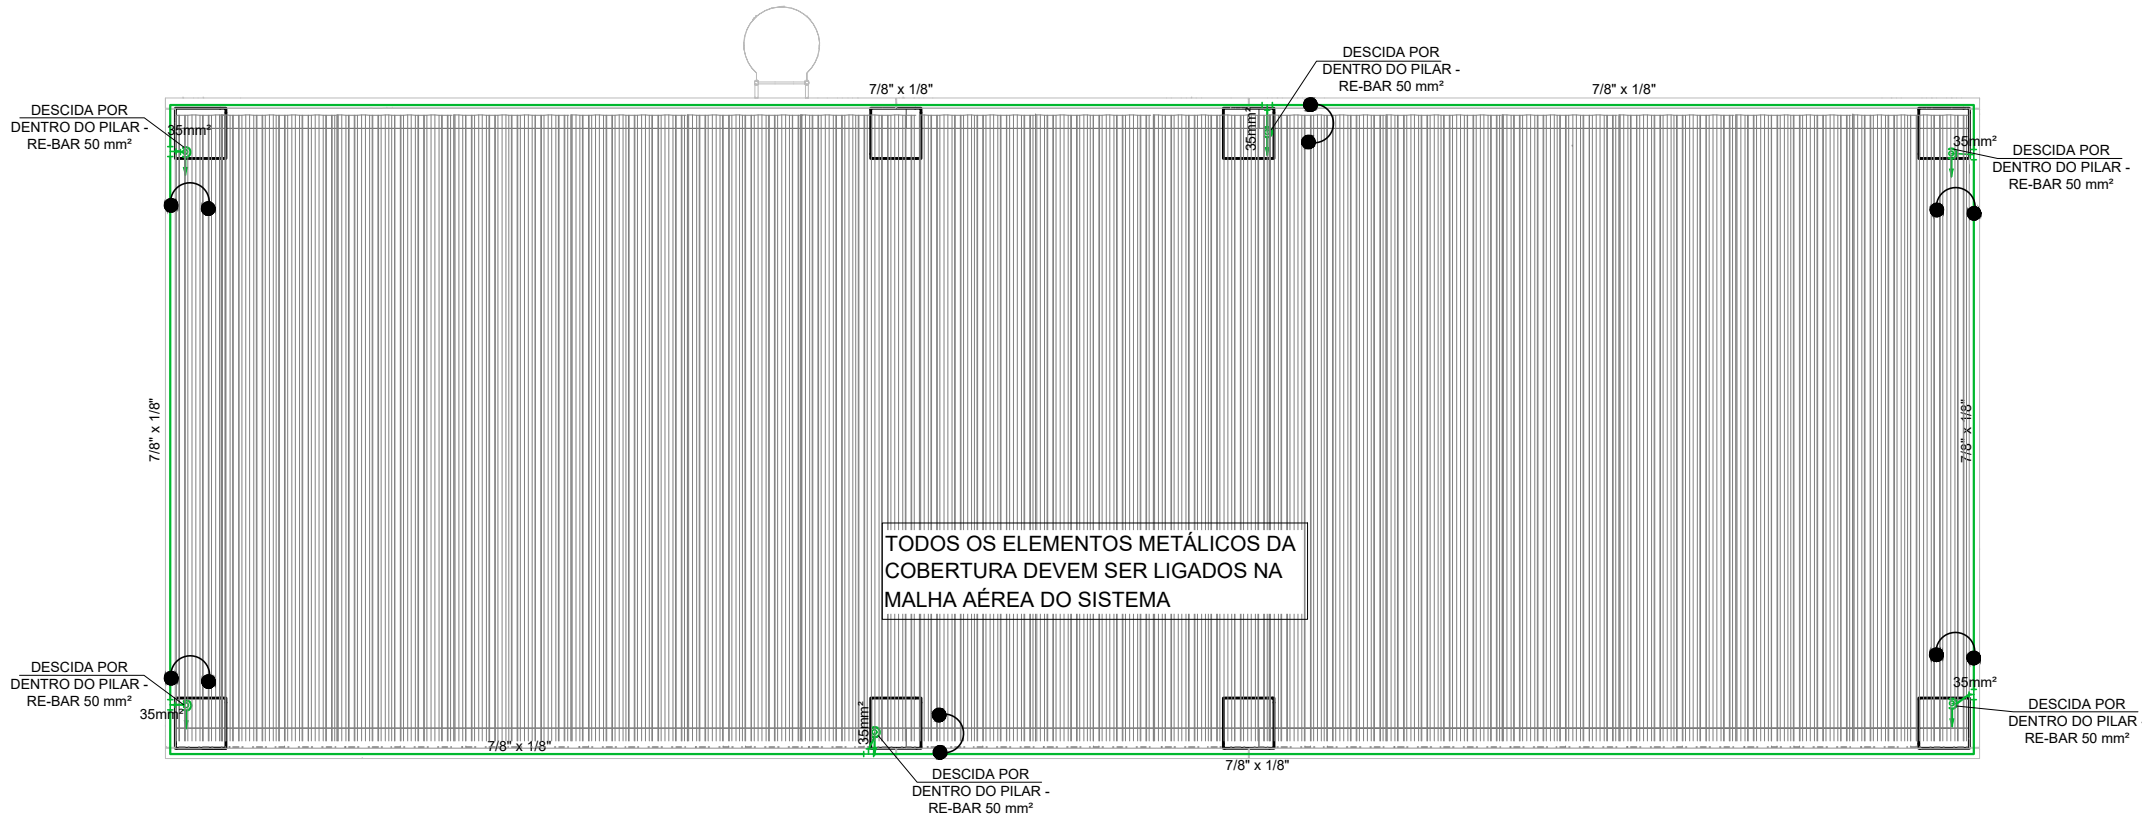 DESCIDA POR
DENTRO DO PILAR -
RE-BAR 50 mm²
7/8" x 1/8"
7/8" x 1/8"
DESCIDA POR
DENTRO DO PILAR -
RE-BAR 50 mm²
35mm²
35mm²
35mm²
DESCIDA POR
DENTRO DO PILAR -
RE-BAR 50 mm²
7/8" x 1/8"
7/8" x 1/8"
TODOS OS ELEMENTOS METÁLICOS DA
COBERTURA DEVEM SER LIGADOS NA
MALHA AÉREA DO SISTEMA
DESCIDA POR
DENTRO DO PILAR -
RE-BAR 50 mm²
35mm²
35mm²
35mm²
DESCIDA POR
DENTRO DO PILAR
RE-BAR 50 mm²
7/8" x 1/8"
7/8" x 1/8"
DESCIDA POR
DENTRO DO PILAR -
RE-BAR 50 mm²